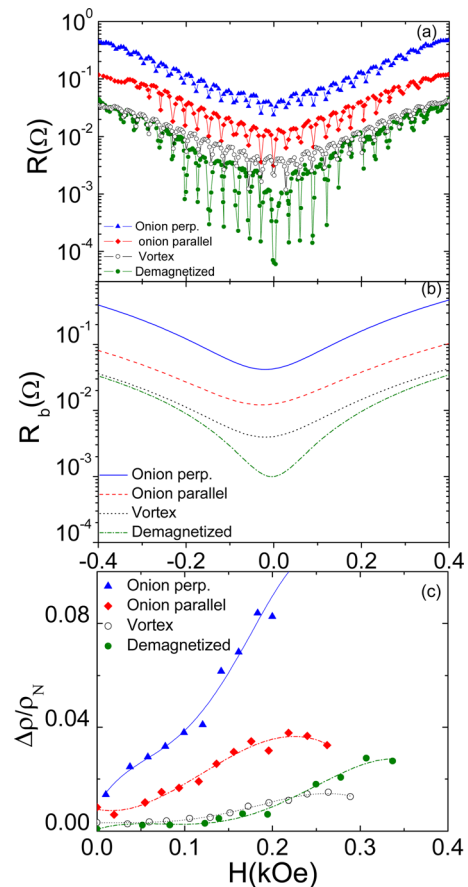 (a)
10^0
10^-1
10^-2
10^-3
10^-4
R(Ω)
Onion perp.
onion parallel
Vortex
Demagnetized
(b)
10^-1
10^-2
10^-3
10^-4
R_b(Ω)
Onion perp.
Onion parallel
Vortex
Demagnetized
-0.4 -0.2 0.0 0.2 0.4
(c)
Onion perp.
Onion parallel
Vortex
Demagnetized
0.08
0.04
0.00
Δρ/ρ_N
0.0 0.1 0.2 0.3 0.4
H(kOe)